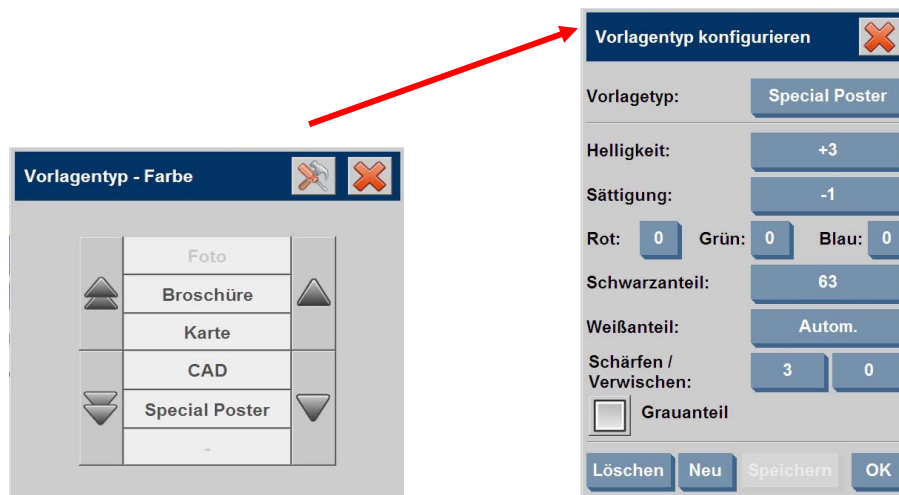 Vorlagentyp - Farbe
Foto
Broschüre
Karte
CAD
Special Poster
-
Vorlagentyp konfigurieren
Vorlagetyp: Special Poster
Helligkeit: +3
Sättigung: -1
Rot: 0 Grün: 0 Blau: 0
Schwarzanteil: 63
Weißanteil: Autom.
Schärfen /
Verwischen: 3 0
Grauanteil
Löschen Neu Speichern OK